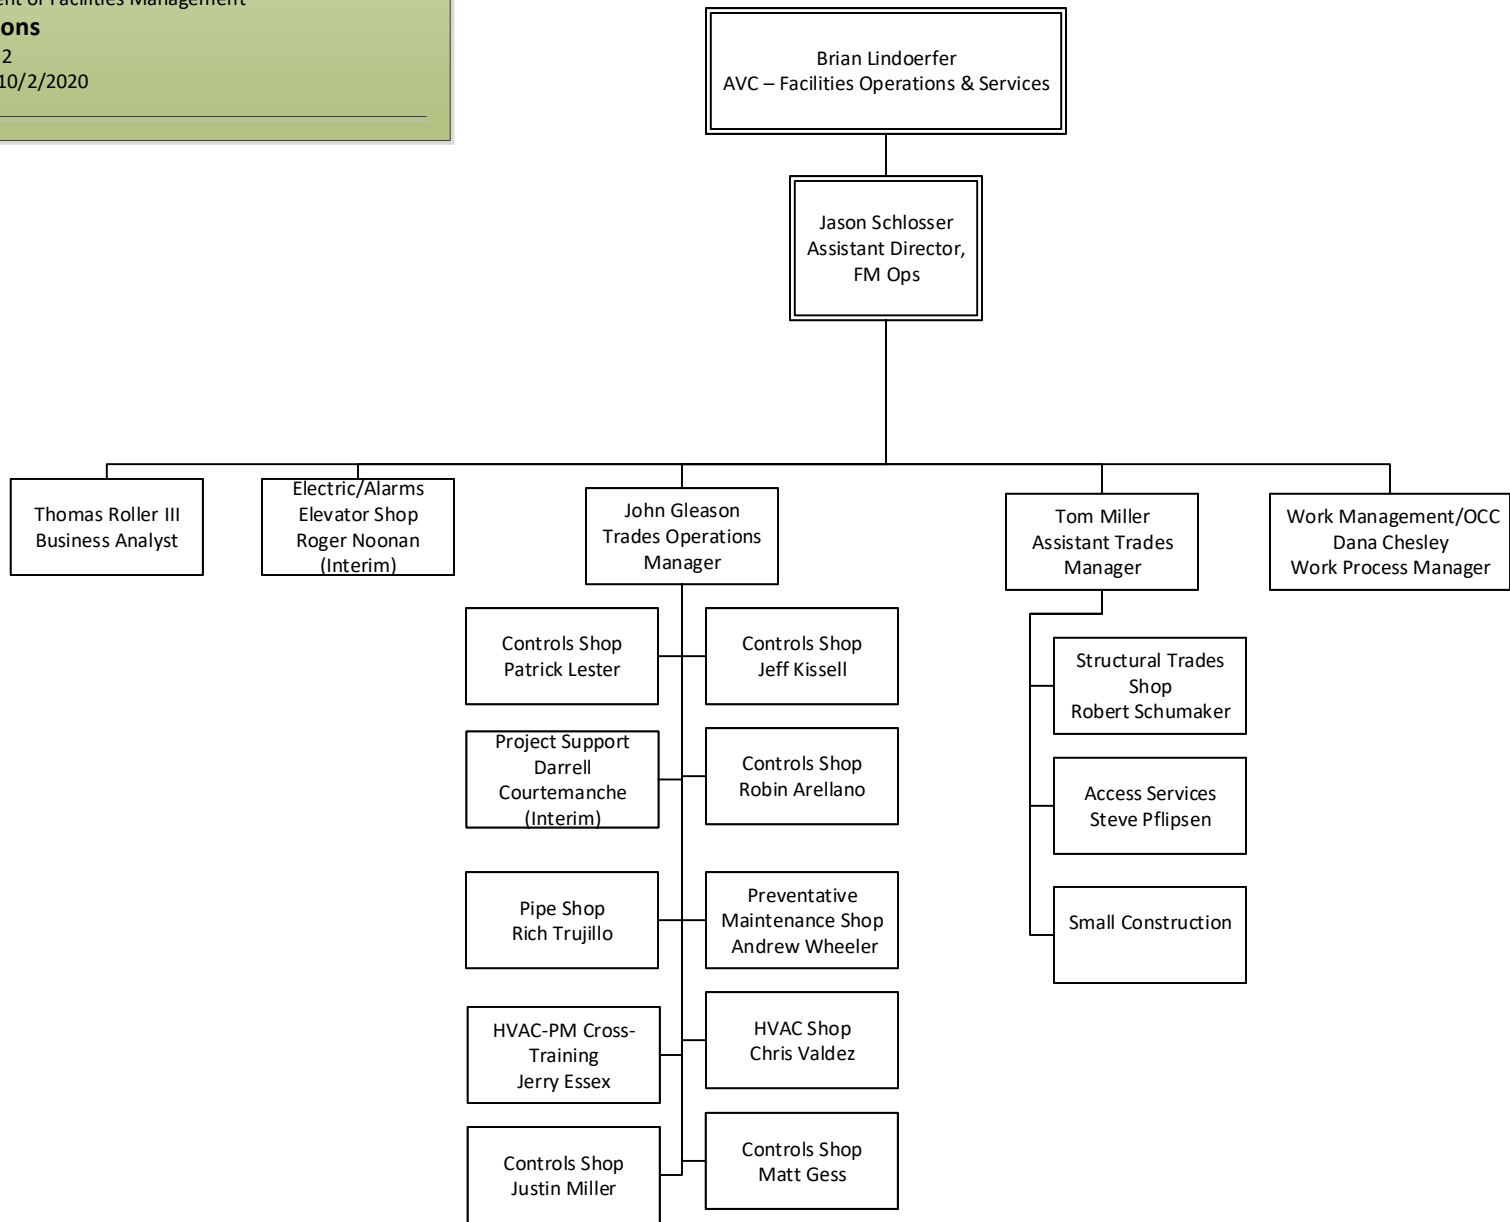 of Facilities Management
ons
2
10/2/2020
Brian Lindoerfer
AVC – Facilities Operations & Services
Jason Schlosser
Assistant Director,
FM Ops
Thomas Roller III
Business Analyst
Electric/Alarms
Elevator Shop
Roger Noonan
(Interim)
John Gleason
Trades Operations
Manager
Tom Miller
Assistant Trades
Manager
Work Management/OCC
Dana Chesley
Work Process Manager
Controls Shop
Patrick Lester
Controls Shop
Jeff Kissell
Structural Trades
Shop
Robert Schumaker
Project Support
Darrell
Courtemanche
(Interim)
Controls Shop
Robin Arellano
Access Services
Steve Pflipsen
Pipe Shop
Rich Trujillo
Preventative
Maintenance Shop
Andrew Wheeler
Small Construction
HVAC-PM Cross-
Training
Jerry Essex
HVAC Shop
Chris Valdez
Controls Shop
Justin Miller
Controls Shop
Matt Gess